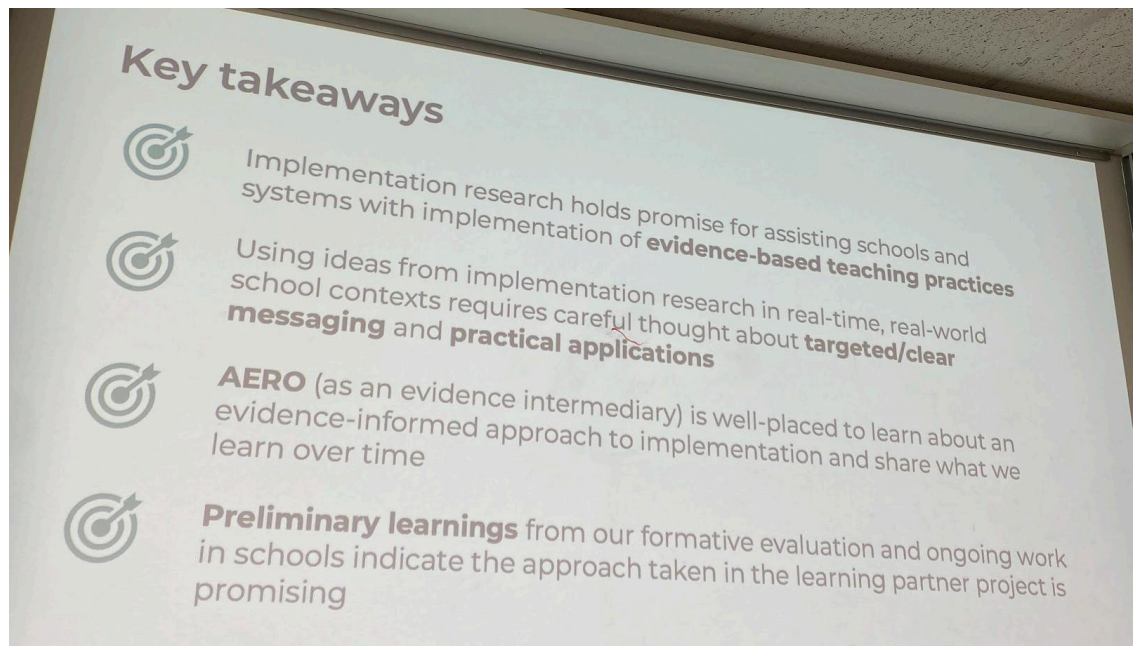 Key takeaways
Implementation research holds promise for assisting schools and
systems with implementation of evidence-based teaching practices
Using ideas from implementation research in real-time, real-world
school contexts requires careful thought about targeted/clear
messaging and practical applications
AERO (as an evidence intermediary) is well-placed to learn about an
evidence-informed approach to implementation and share what we
learn over time
Preliminary learnings from our formative evaluation and ongoing work
in schools indicate the approach taken in the learning partner project is
promising